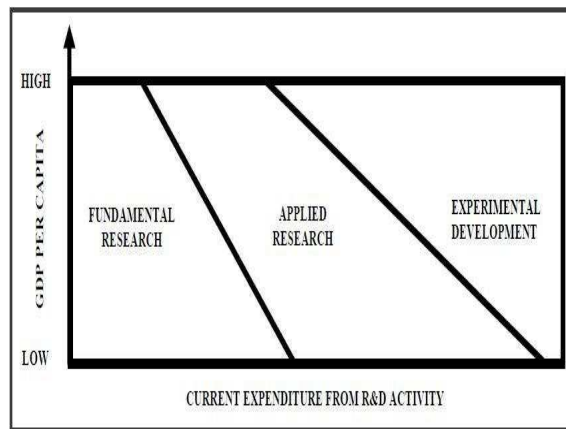 HIGH
GDP PER CAPITA
FUNDAMENTAL
RESEARCH
APPLIED
RESEARCH
EXPERIMENTAL
DEVELOPMENT
LOW
CURRENT EXPENDITURE FROM R&D ACTIVITY